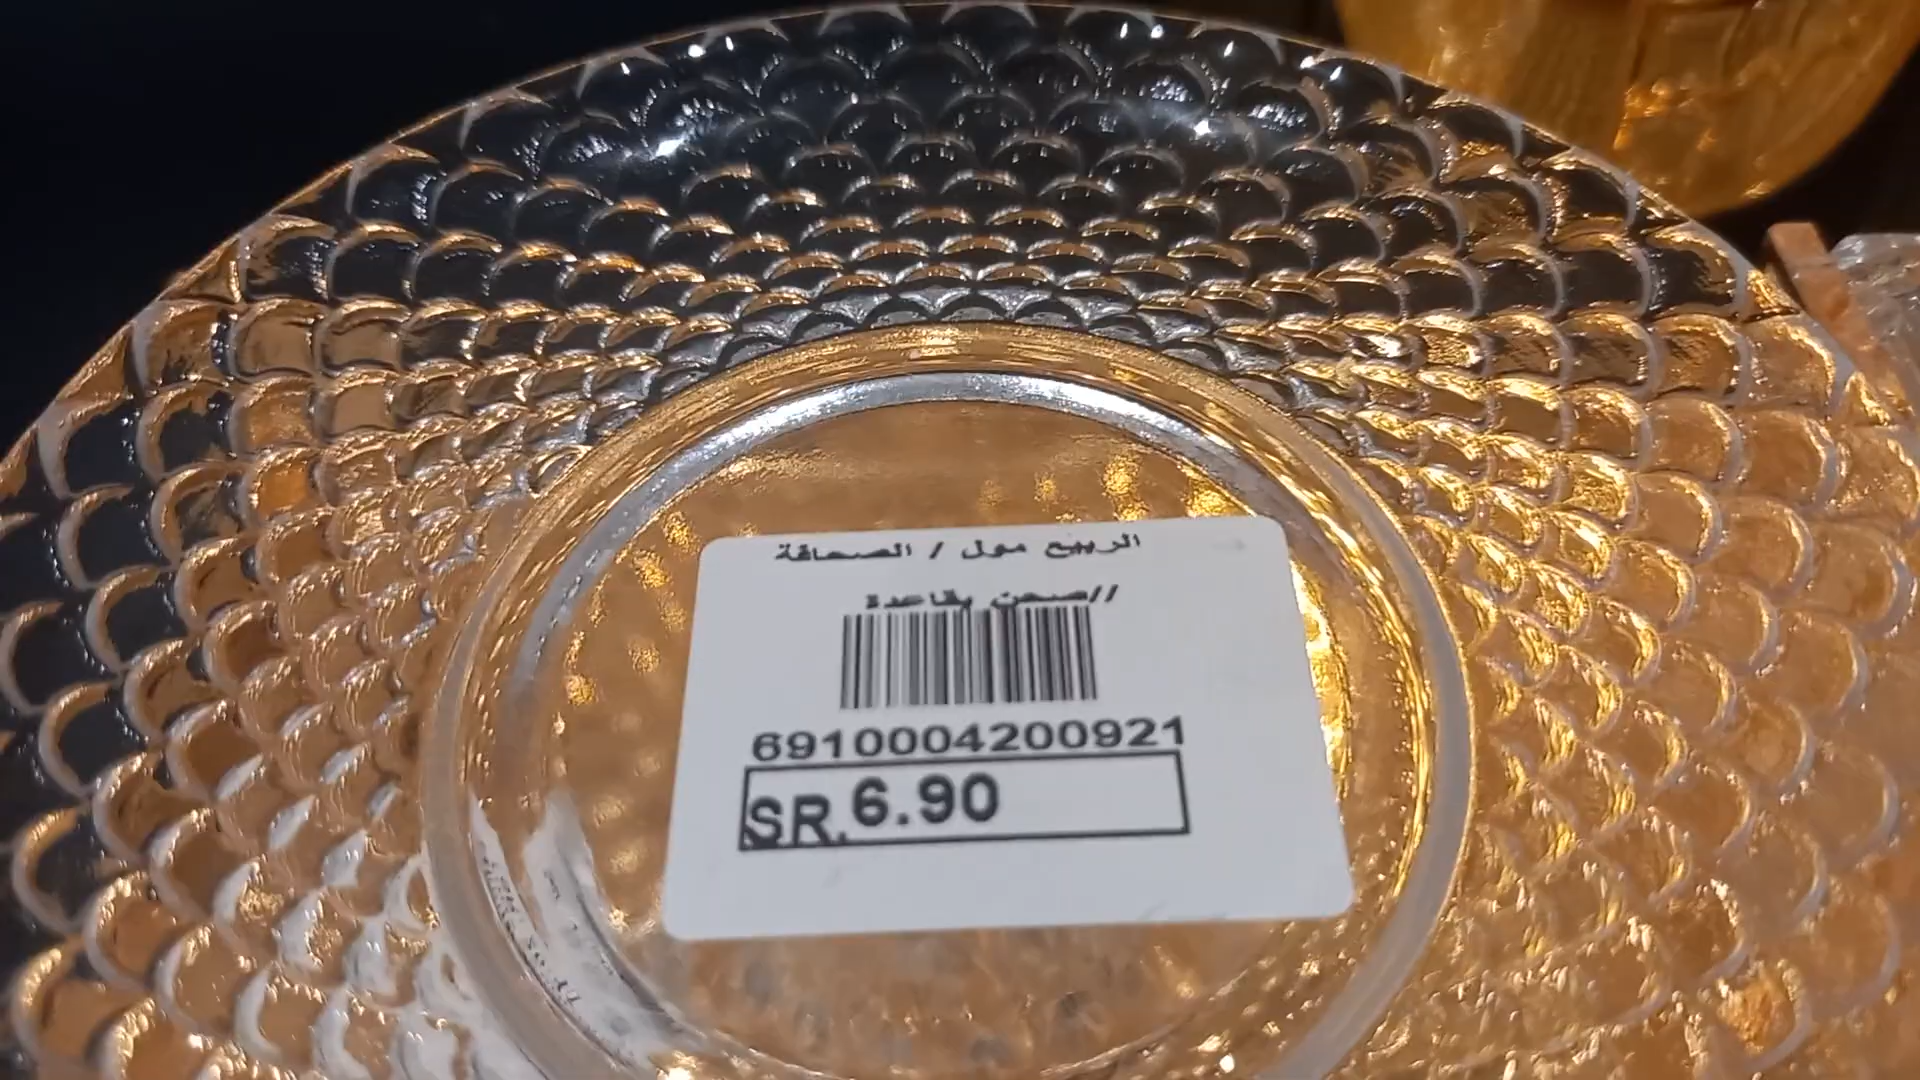 الربيع مول / الصحافة
//صحن بقاعدة
6910004200921
SR.6.90